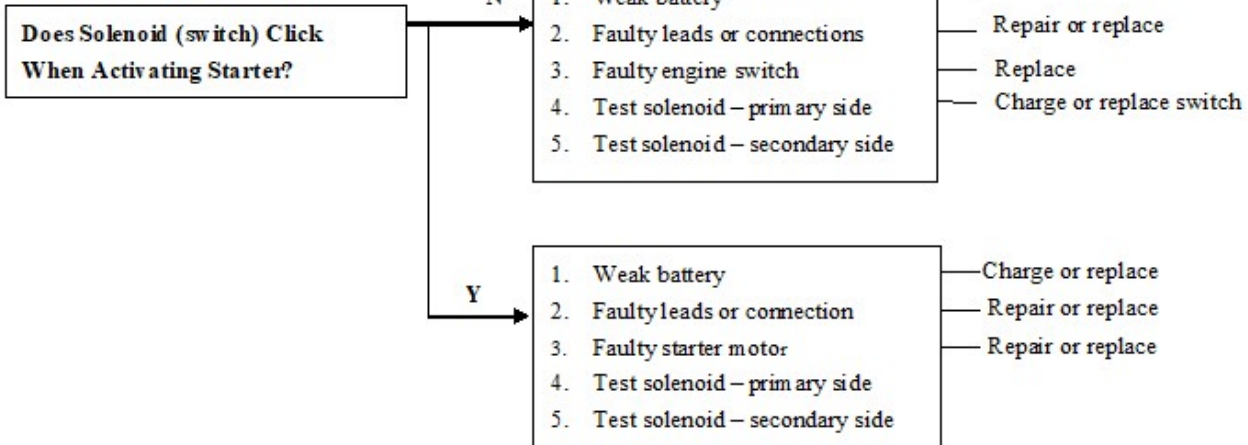 N
1. Weak battery
Does Solenoid (switch) Click
When Activating Starter?
2. Faulty leads or connections
Repair or replace
3. Faulty engine switch
Replace
4. Test solenoid – primary side
Charge or replace switch
5. Test solenoid – secondary side
Y
1. Weak battery
Charge or replace
2. Faulty leads or connection
Repair or replace
3. Faulty starter motor
Repair or replace
4. Test solenoid – primary side
5. Test solenoid – secondary side